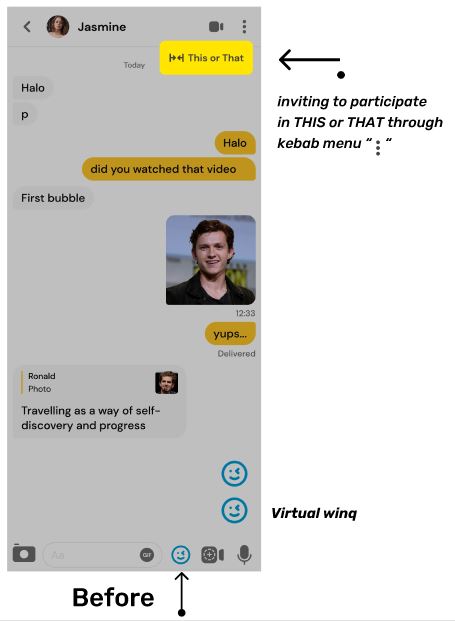 Jasmine
This or That
Today
Halo
p
Halo
did you watched that video
First bubble
12:33
yups...
Delivered
Ronald
Photo
Travelling as a way of self-
discovery and progress
Aa
GIF
inviting to participate
in THIS or THAT through
kebab menu “ ⋮ “
Virtual winq
Before